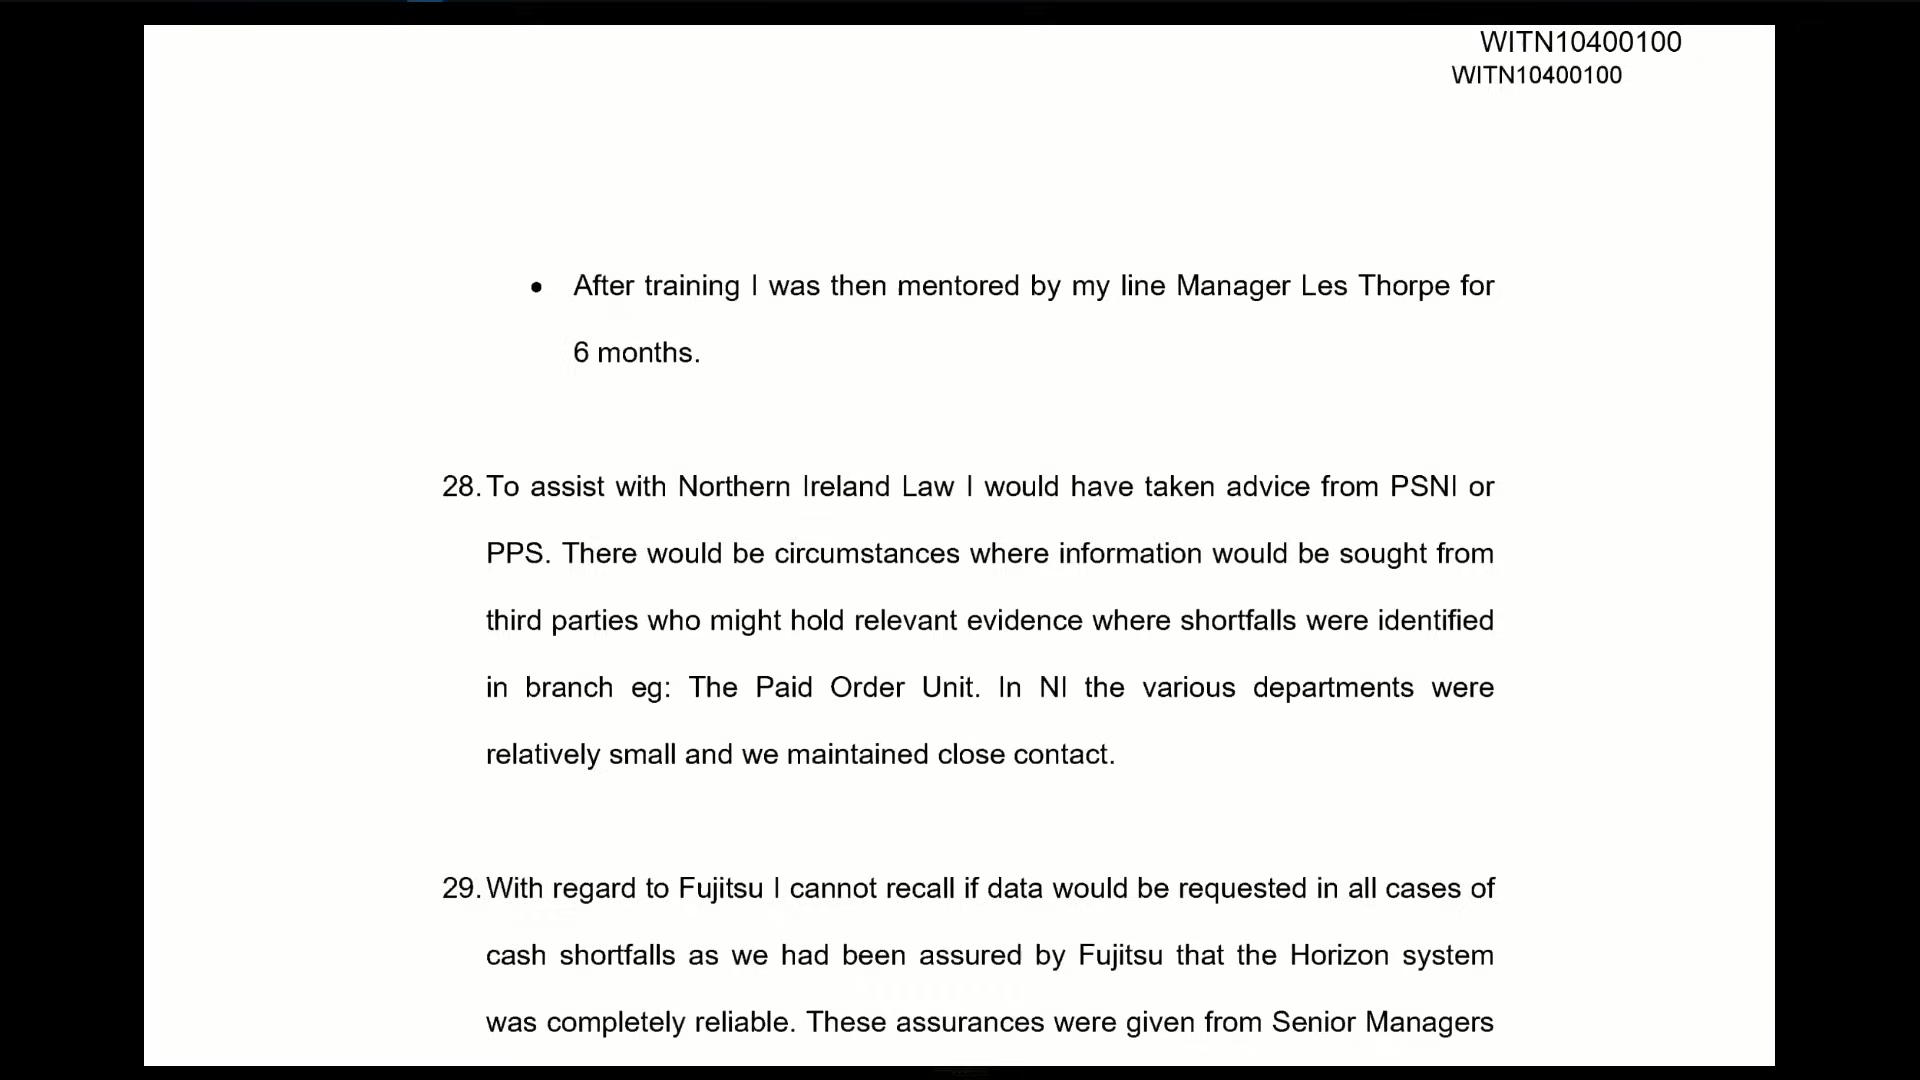 WITN10400100
WITN10400100
• After training I was then mentored by my line Manager Les Thorpe for
6 months.
28. To assist with Northern Ireland Law I would have taken advice from PSNI or
PPS. There would be circumstances where information would be sought from
third parties who might hold relevant evidence where shortfalls were identified
in branch eg: The Paid Order Unit. In NI the various departments were
relatively small and we maintained close contact.
29. With regard to Fujitsu I cannot recall if data would be requested in all cases of
cash shortfalls as we had been assured by Fujitsu that the Horizon system
was completely reliable. These assurances were given from Senior Managers